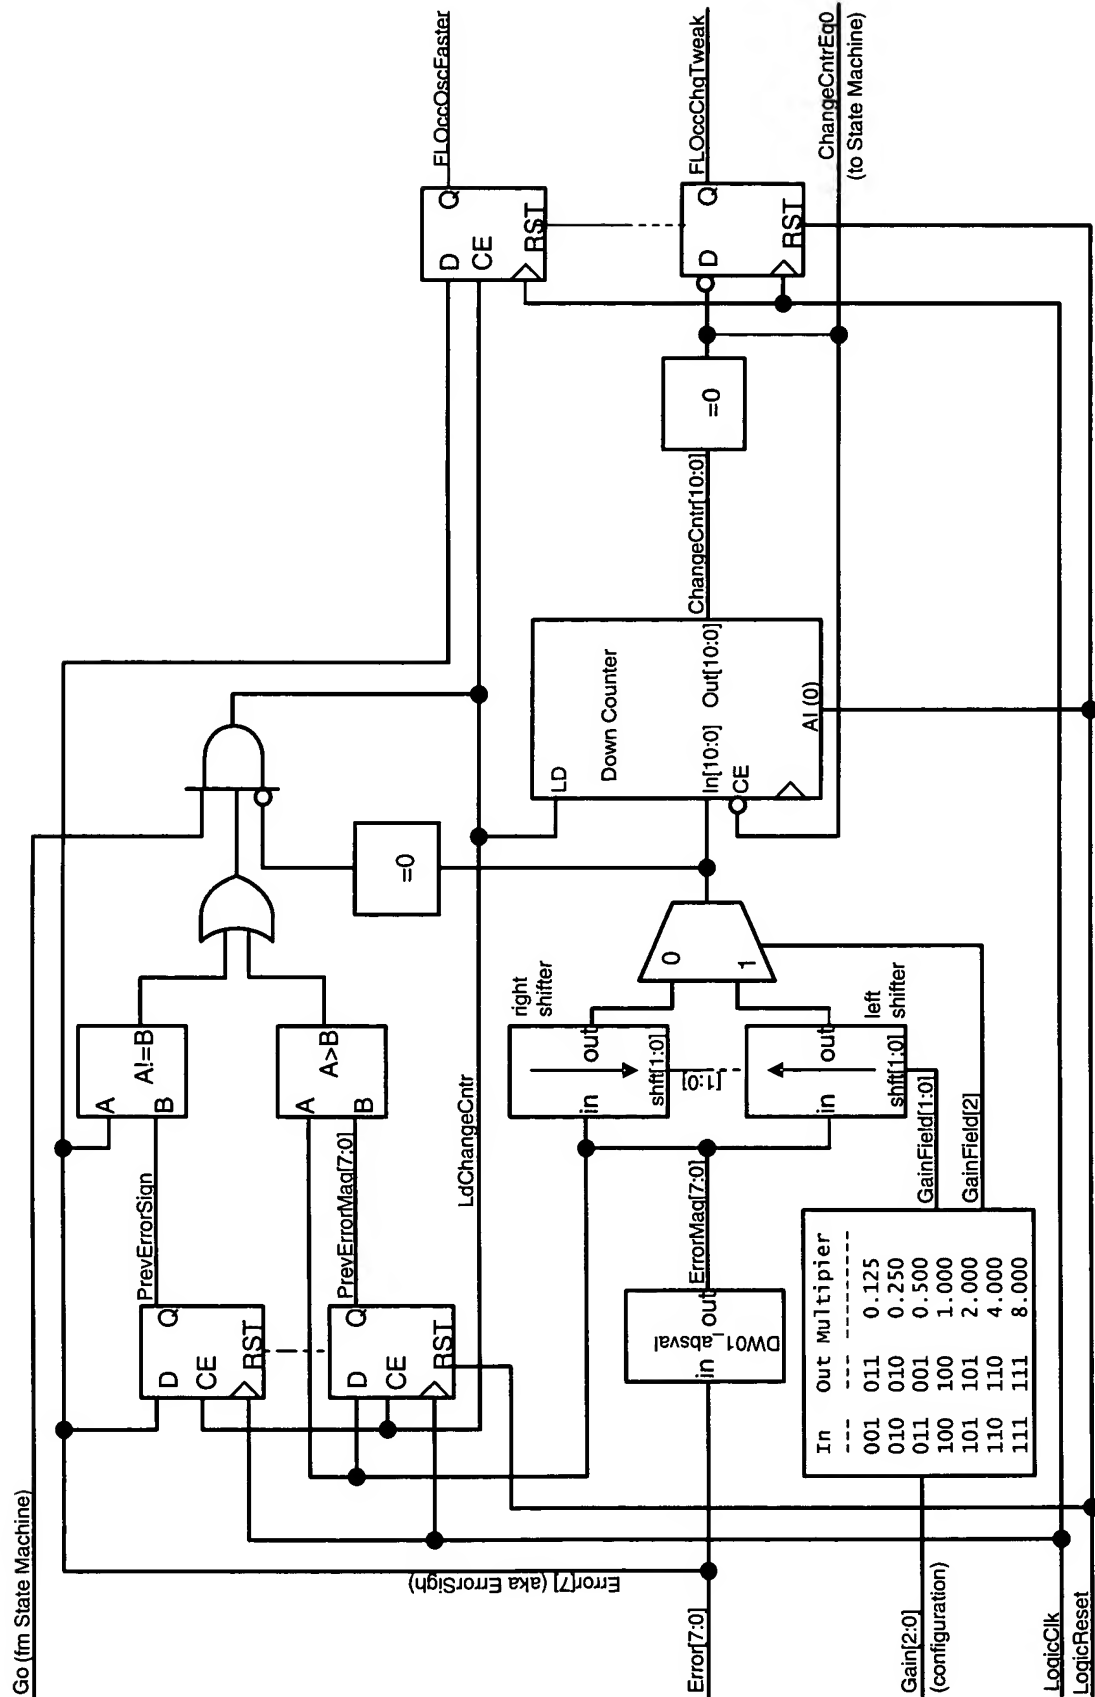 Go (fm State Machine)
Error[7] (aka ErrorSigh)
D
Q
CE
RST
PrevErrorSign
A
B
A!=B
D
Q
CE
RST
PrevErrorMag[7:0]
A
B
A>B
=0
LdChangeCntr
D
Q
CE
RST
FLOccOscFaster
Error[7:0]
in
out
DW01_absval
ErrorMag[7:0]
right
shifter
in
out
shft[1:0]
[1:0]
in
out
shft[1:0]
left
shifter
0
1
LD
Down Counter
In[10:0]
Out[10:0]
CE
AI (0)
ChangeCntr[10:0]
=0
D
Q
RST
FLOccChgTweak
ChangeCntrEq0
(to State Machine)
Gain[2:0]
(configuration)
In Out Multipier
--- --- ----------
001 011 0.125
010 010 0.250
011 001 0.500
100 100 1.000
101 101 2.000
110 110 4.000
111 111 8.000
GainField[1:0]
GainField[2]
LogicClk
LogicReset